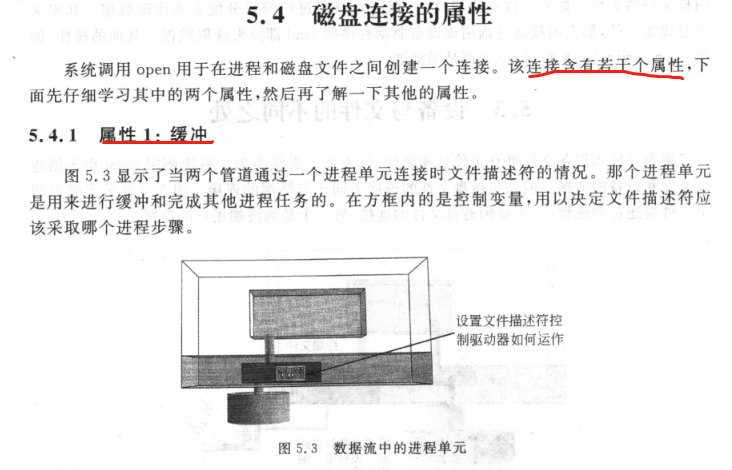 5.4 磁盘连接的属性
系统调用 open 用于在进程和磁盘文件之间创建一个连接。该连接含有若干个属性,下
面先仔细学习其中的两个属性,然后再了解一下其他的属性。
5.4.1 属性 1: 缓冲
图 5.3 显示了当两个管道通过一个进程单元连接时文件描述符的情况。那个进程单元
是用来进行缓冲和完成其他进程任务的。在方框内的是控制变量,用以决定文件描述符应
该采取哪个进程步骤。
设置文件描述符控
制驱动器如何运作
图 5.3 数据流中的进程单元